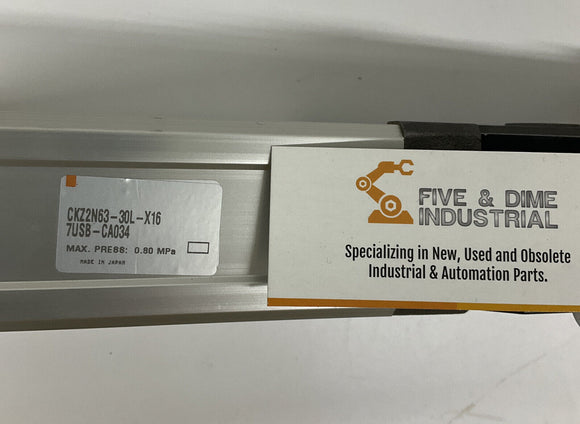 CKZ2N63-30L-X16
7USB-CA034
MAX. PRESS: 0.80 MPa
MADE IN JAPAN
FIVE & DIME
INDUSTRIAL
Specializing in New, Used and Obsolete
Industrial & Automation Parts.